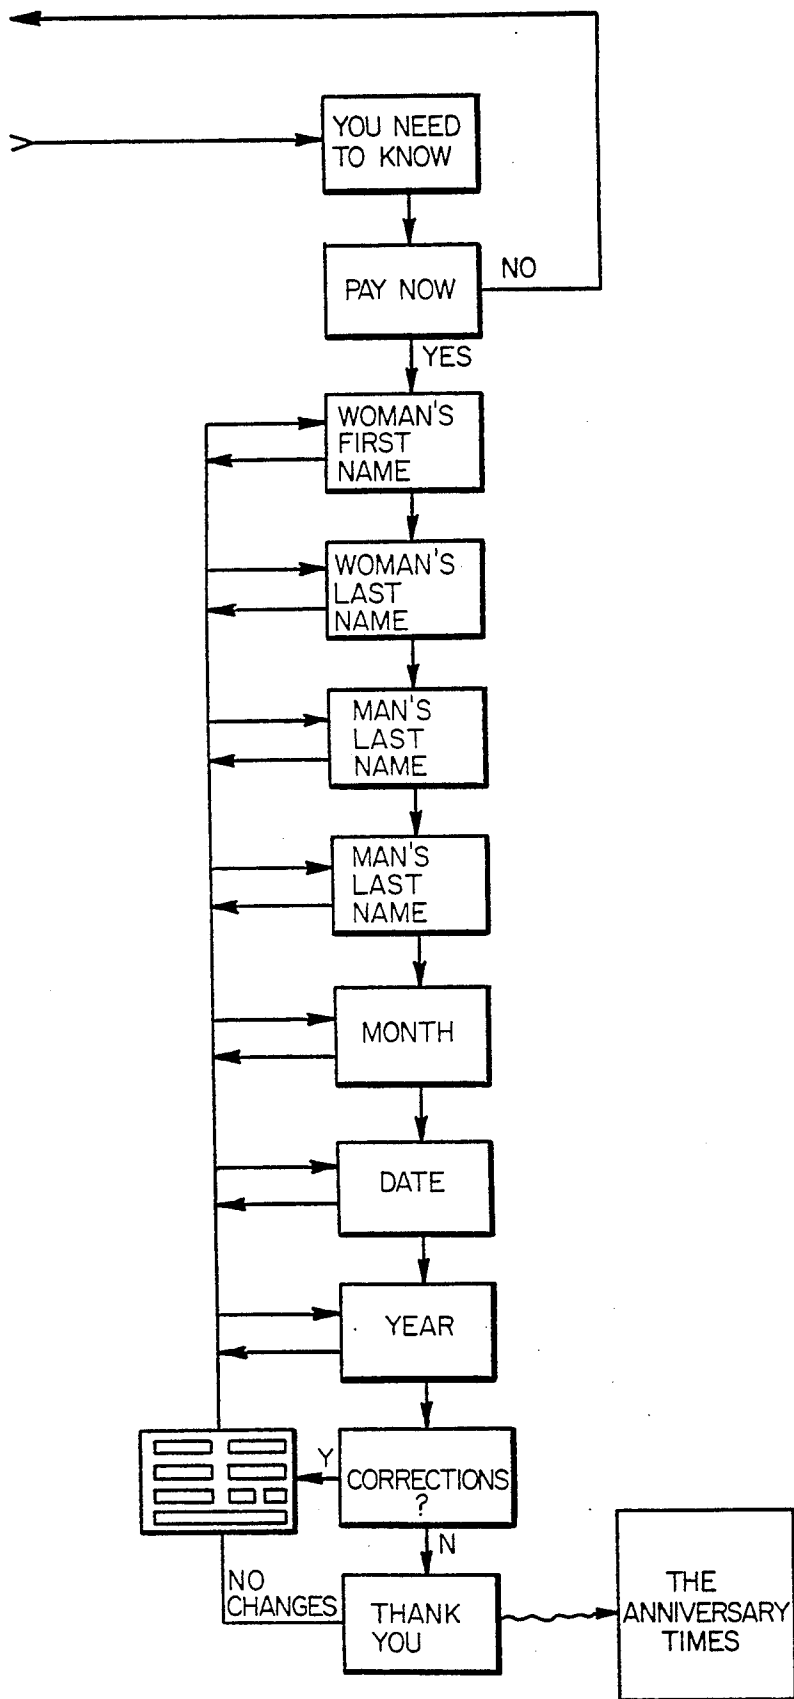 YOU NEED
TO KNOW
PAY NOW
NO
YES
WOMAN'S
FIRST
NAME
WOMAN'S
LAST
NAME
MAN'S
LAST
NAME
MAN'S
LAST
NAME
MONTH
DATE
YEAR
Y
CORRECTIONS
?
N
NO
CHANGES
THANK
YOU
THE
ANNIVERSARY
TIMES